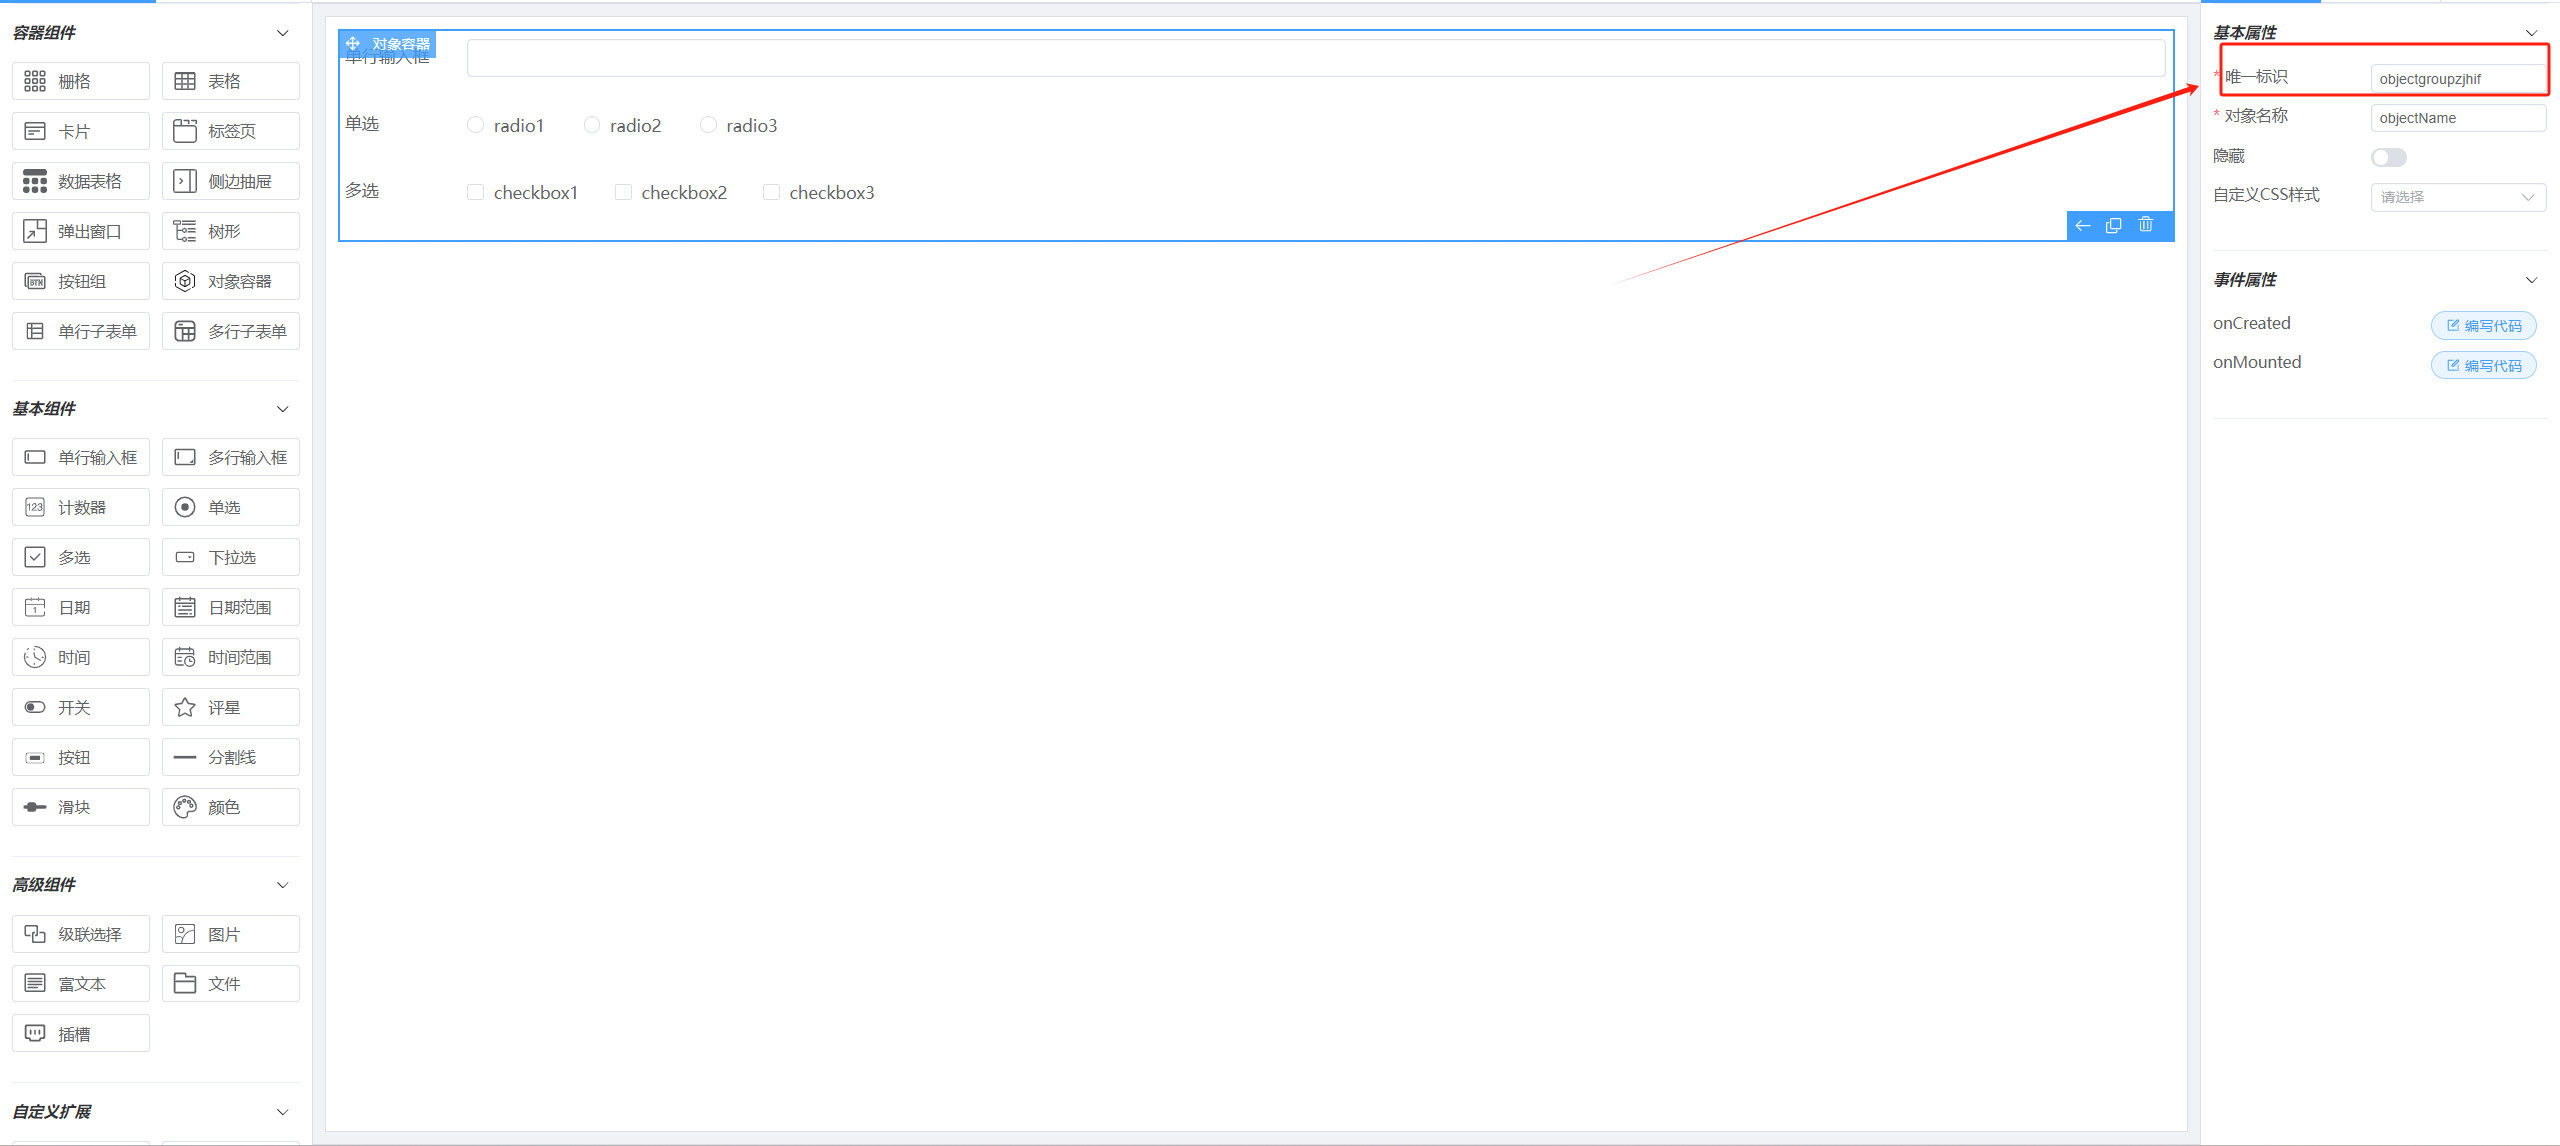 容器组件
栅格
表格
卡片
标签页
数据表格
侧边抽屉
弹出窗口
树形
按钮组
对象容器
单行子表单
多行子表单
基本组件
单行输入框
多行输入框
计数器
单选
多选
下拉选
日期
日期范围
时间
时间范围
开关
评星
按钮
分割线
滑块
颜色
高级组件
级联选择
图片
富文本
文件
插槽
自定义扩展
对象容器
单行输入框
单选
radio1
radio2
radio3
多选
checkbox1
checkbox2
checkbox3
基本属性
* 唯一标识
objectgroupzjhif
* 对象名称
objectName
隐藏
自定义CSS样式
请选择
事件属性
onCreated
编写代码
onMounted
编写代码